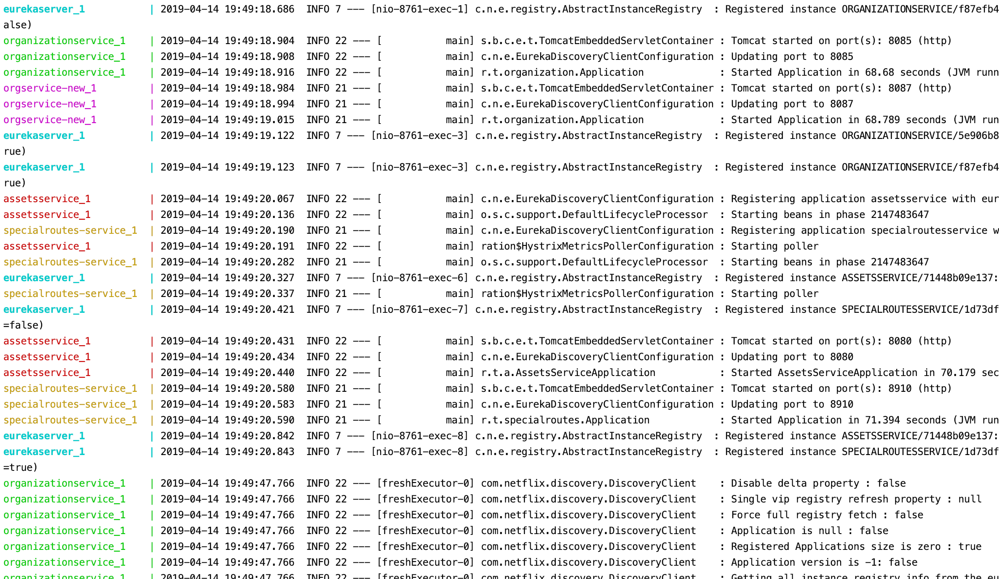 eurekaserver_1 | 2019-04-14 19:49:18.686 INFO 7 --- [nio-8761-exec-1] c.n.e.registry.AbstractInstanceRegistry : Registered instance ORGANIZATIONSERVICE/f87efb4
alse)
organizationservice_1 | 2019-04-14 19:49:18.904 INFO 22 --- [ main] s.b.c.e.t.TomcatEmbeddedServletContainer : Tomcat started on port(s): 8085 (http)
organizationservice_1 | 2019-04-14 19:49:18.908 INFO 22 --- [ main] c.n.e.EurekaDiscoveryClientConfiguration : Updating port to 8085
organizationservice_1 | 2019-04-14 19:49:18.916 INFO 22 --- [ main] r.t.organization.Application : Started Application in 68.68 seconds (JVM runn
orgservice-new_1 | 2019-04-14 19:49:18.984 INFO 21 --- [ main] s.b.c.e.t.TomcatEmbeddedServletContainer : Tomcat started on port(s): 8087 (http)
orgservice-new_1 | 2019-04-14 19:49:18.994 INFO 21 --- [ main] c.n.e.EurekaDiscoveryClientConfiguration : Updating port to 8087
orgservice-new_1 | 2019-04-14 19:49:19.015 INFO 21 --- [ main] r.t.organization.Application : Started Application in 68.789 seconds (JVM run
eurekaserver_1 | 2019-04-14 19:49:19.122 INFO 7 --- [nio-8761-exec-3] c.n.e.registry.AbstractInstanceRegistry : Registered instance ORGANIZATIONSERVICE/5e906b8
rue)
eurekaserver_1 | 2019-04-14 19:49:19.123 INFO 7 --- [nio-8761-exec-3] c.n.e.registry.AbstractInstanceRegistry : Registered instance ORGANIZATIONSERVICE/f87efb4
rue)
assetsservice_1 | 2019-04-14 19:49:20.067 INFO 22 --- [ main] c.n.e.EurekaDiscoveryClientConfiguration : Registering application assetsservice with eur
assetsservice_1 | 2019-04-14 19:49:20.136 INFO 22 --- [ main] o.s.c.support.DefaultLifecycleProcessor : Starting beans in phase 2147483647
specialroutes-service_1 | 2019-04-14 19:49:20.190 INFO 21 --- [ main] c.n.e.EurekaDiscoveryClientConfiguration : Registering application specialroutesservice w
assetsservice_1 | 2019-04-14 19:49:20.191 INFO 22 --- [ main] ration$HystrixMetricsPollerConfiguration : Starting poller
specialroutes-service_1 | 2019-04-14 19:49:20.282 INFO 21 --- [ main] o.s.c.support.DefaultLifecycleProcessor : Starting beans in phase 2147483647
eurekaserver_1 | 2019-04-14 19:49:20.327 INFO 7 --- [nio-8761-exec-6] c.n.e.registry.AbstractInstanceRegistry : Registered instance ASSETSSERVICE/71448b09e137:
specialroutes-service_1 | 2019-04-14 19:49:20.337 INFO 21 --- [ main] ration$HystrixMetricsPollerConfiguration : Starting poller
eurekaserver_1 | 2019-04-14 19:49:20.421 INFO 7 --- [nio-8761-exec-7] c.n.e.registry.AbstractInstanceRegistry : Registered instance SPECIALROUTESSERVICE/1d73df
=false)
assetsservice_1 | 2019-04-14 19:49:20.431 INFO 22 --- [ main] s.b.c.e.t.TomcatEmbeddedServletContainer : Tomcat started on port(s): 8080 (http)
assetsservice_1 | 2019-04-14 19:49:20.434 INFO 22 --- [ main] c.n.e.EurekaDiscoveryClientConfiguration : Updating port to 8080
assetsservice_1 | 2019-04-14 19:49:20.440 INFO 22 --- [ main] r.t.a.AssetsServiceApplication : Started AssetsServiceApplication in 70.179 sec
specialroutes-service_1 | 2019-04-14 19:49:20.580 INFO 21 --- [ main] s.b.c.e.t.TomcatEmbeddedServletContainer : Tomcat started on port(s): 8910 (http)
specialroutes-service_1 | 2019-04-14 19:49:20.583 INFO 21 --- [ main] c.n.e.EurekaDiscoveryClientConfiguration : Updating port to 8910
specialroutes-service_1 | 2019-04-14 19:49:20.590 INFO 21 --- [ main] r.t.specialroutes.Application : Started Application in 71.394 seconds (JVM run
eurekaserver_1 | 2019-04-14 19:49:20.842 INFO 7 --- [nio-8761-exec-8] c.n.e.registry.AbstractInstanceRegistry : Registered instance ASSETSSERVICE/71448b09e137:
eurekaserver_1 | 2019-04-14 19:49:20.843 INFO 7 --- [nio-8761-exec-8] c.n.e.registry.AbstractInstanceRegistry : Registered instance SPECIALROUTESSERVICE/1d73df
=true)
organizationservice_1 | 2019-04-14 19:49:47.766 INFO 22 --- [freshExecutor-0] com.netflix.discovery.DiscoveryClient : Disable delta property : false
organizationservice_1 | 2019-04-14 19:49:47.766 INFO 22 --- [freshExecutor-0] com.netflix.discovery.DiscoveryClient : Single vip registry refresh property : null
organizationservice_1 | 2019-04-14 19:49:47.766 INFO 22 --- [freshExecutor-0] com.netflix.discovery.DiscoveryClient : Force full registry fetch : false
organizationservice_1 | 2019-04-14 19:49:47.766 INFO 22 --- [freshExecutor-0] com.netflix.discovery.DiscoveryClient : Application is null : false
organizationservice_1 | 2019-04-14 19:49:47.766 INFO 22 --- [freshExecutor-0] com.netflix.discovery.DiscoveryClient : Registered Applications size is zero : true
organizationservice_1 | 2019-04-14 19:49:47.766 INFO 22 --- [freshExecutor-0] com.netflix.discovery.DiscoveryClient : Application version is -1: false
organizationservice_1 | 2019-04-14 19:49:47.766 INFO 22 --- [freshExecutor-0] com.netflix.discovery.DiscoveryClient : Getting all instance registry info from the eu